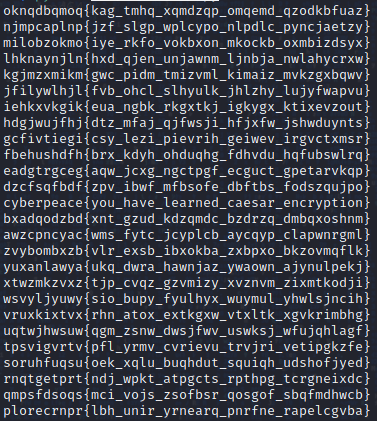 oknqdbqmoq{kag_tmhq_xqmdzqp_omqemd_qzodkbfuaz}
njmpcaplnp{jzf_slgp_wplcypo_nlpdlc_pyncjaetzy}
milobzokmo{iye_rkfo_vokbxon_mkockb_oxmbizdsyx}
lhknaynjln{hxd_qjen_unjawnm_ljnbja_nwlahycrxw}
kgjmzxmikm{gwc_pidm_tmizvml_kimaiz_mvkzgxbqwv}
jfilywlhjl{fvb_ohcl_slhyulk_jhlzhy_lujyfwapvu}
iehkxvkgik{eua_ngbk_rkgxtkj_igkygx_ktixevzout}
hdgjwujfhj{dtz_mfaj_qjfwsji_hfjxfw_jshwduynts}
gcfivtiegi{csy_lezi_pievrih_geiwev_irgvctxmsr}
fbehushdfh{brx_kdyh_ohduqhg_fdhvdu_hqfubswlrq}
eadgtrgceg{aqw_jcxg_ngctpgf_ecguct_gpetarvkqp}
dzcfsqfbdf{zpv_ibwf_mfbsofe_dbftbs_fodszqujpo}
cyberpeace{you_have_learned_caesar_encryption}
bxadqodzbd{xnt_gzud_kdzqmdc_bzdrzq_dmbqxoshnm}
awzcpncyac{wms_fytc_jcyplcb_aycqyp_clapwnrgml}
zvybombxzb{vlr_exsb_ibxokba_zxbpxo_bkzovmqflk}
yuxanlawya{ukq_dwra_hawnjaz_ywaown_ajynulpekj}
xtwzmkzvxz{tjp_cvqz_gzvmizy_xvznvm_zixmtkodji}
wsvyljyuwy{sio_bupy_fyulhyx_wuymul_yhwlsjncih}
vruxkixtvx{rhn_atox_extkgxw_vtxltk_xgvkrimbhg}
uqtwjhwsuw{qgm_zsnw_dwsjfwv_uswksj_wfujqhlagf}
tpsvigvrtv{pfl_yrmv_cvrievu_trvjri_vetipgkzfe}
soruhfuqsu{oek_xqlu_buqhdut_squiqh_udshofjyed}
rnqtgetprt{ndj_wpkt_atpgcts_rpthpg_tcrgneixdc}
qmpsfdsoqs{mci_vojs_zsofbsr_qosgof_sbqfmdhwcb}
plorecrnpr{lbh_unir_yrnearq_pnrfne_rapelcgvba}